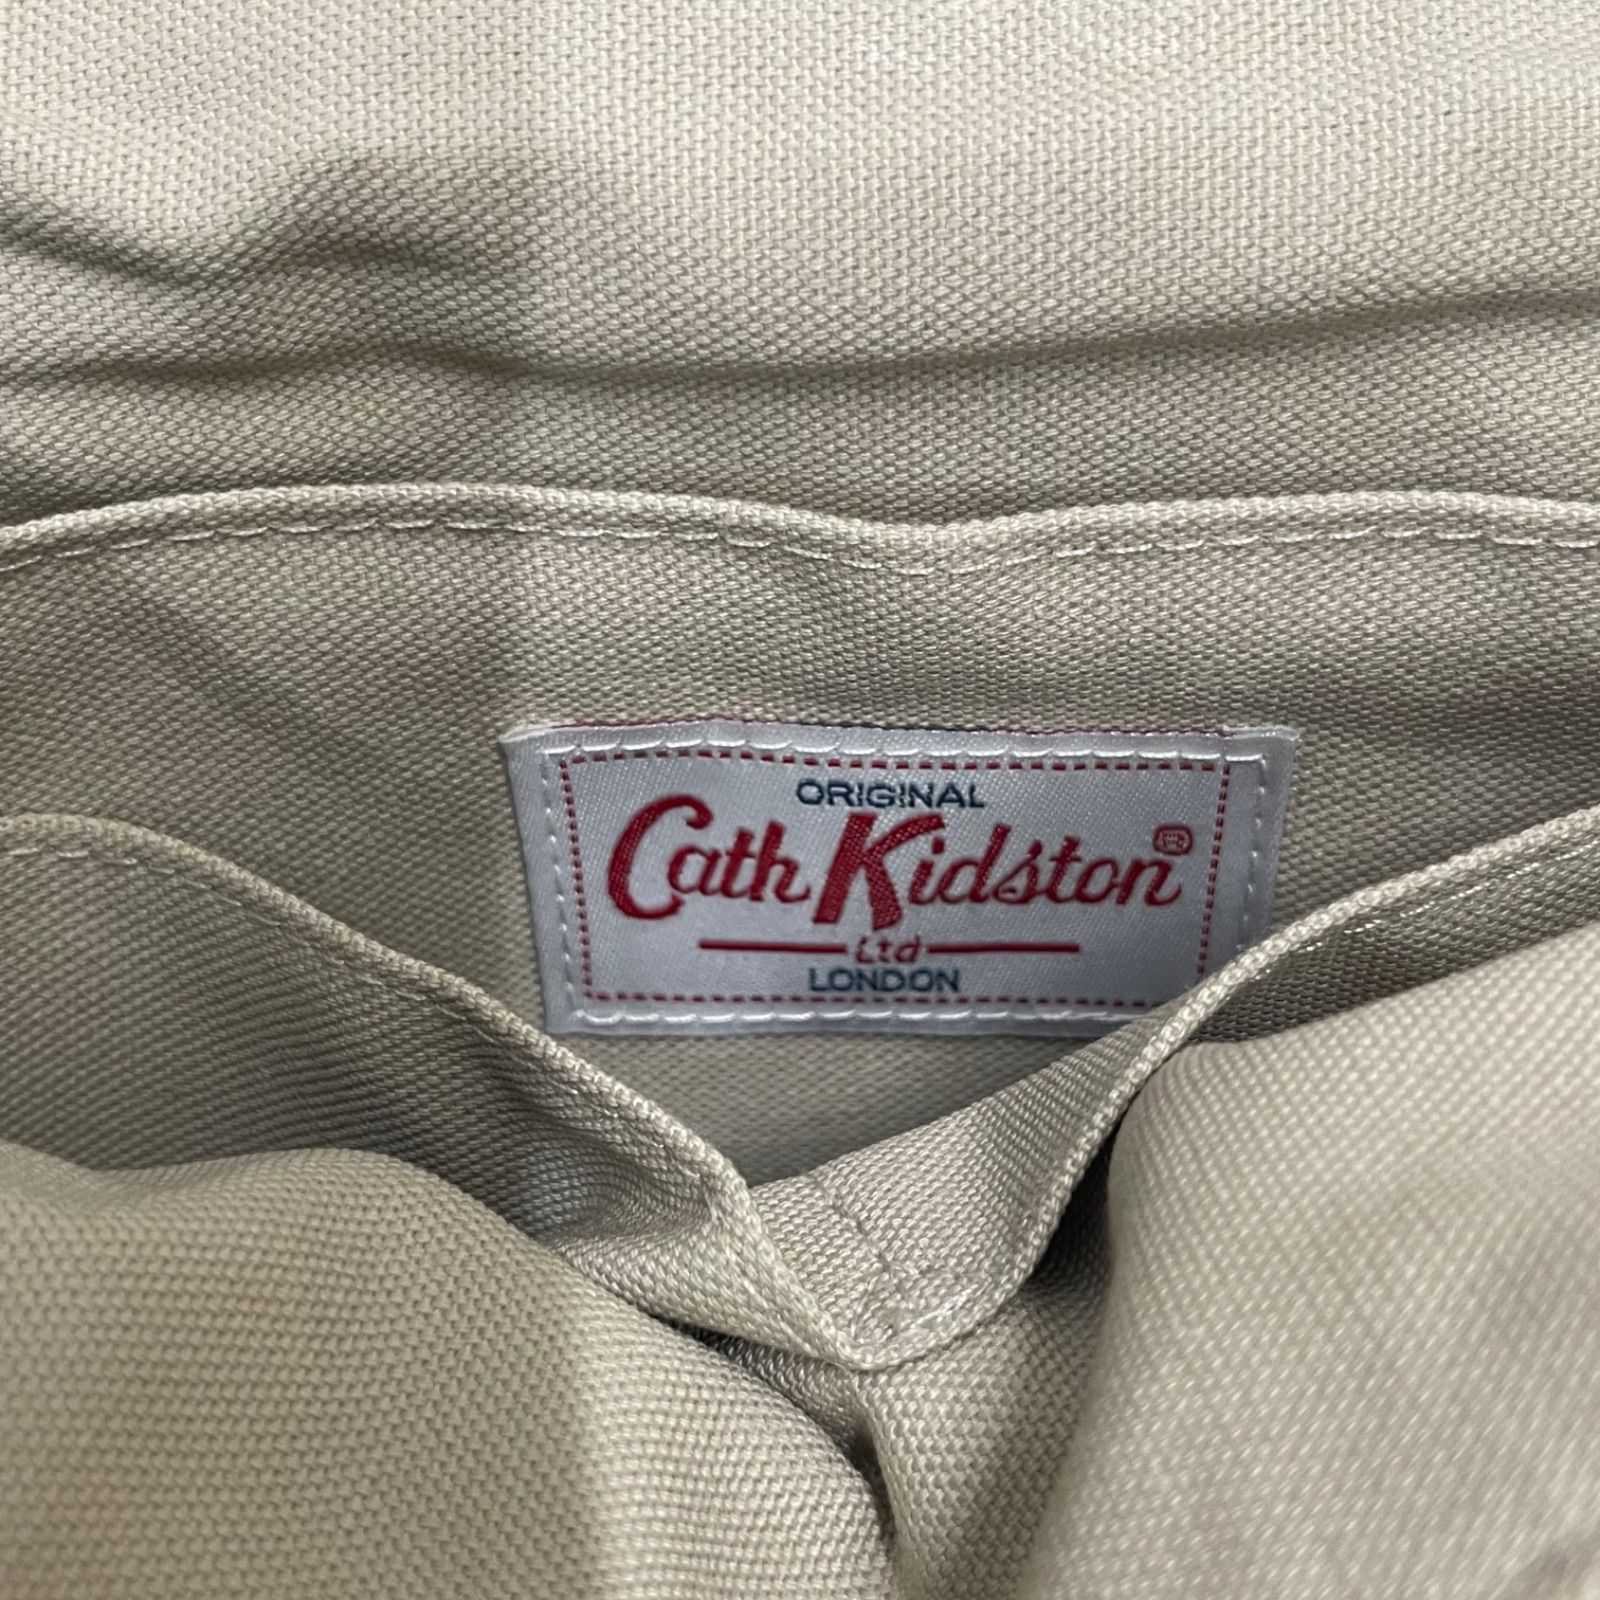 ORIGINAL
Cath Kidston®
Ltd
LONDON